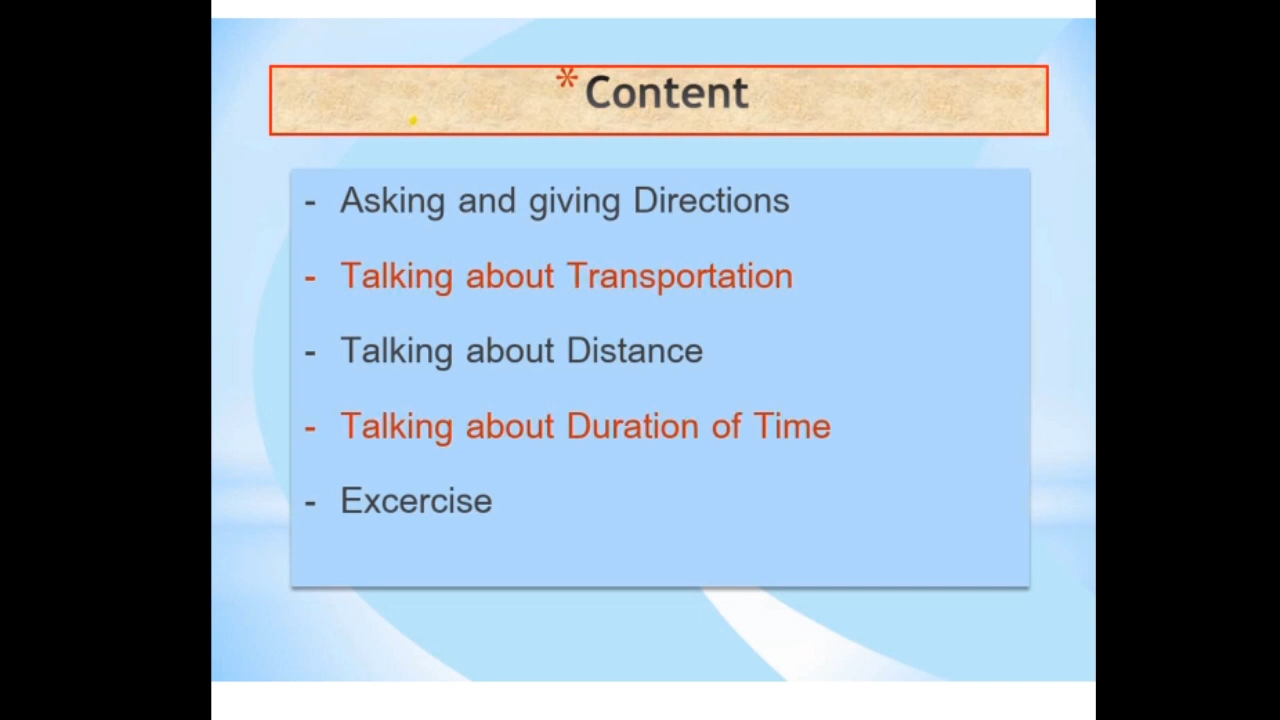 * Content
- Asking and giving Directions
- Talking about Transportation
- Talking about Distance
- Talking about Duration of Time
- Excercise